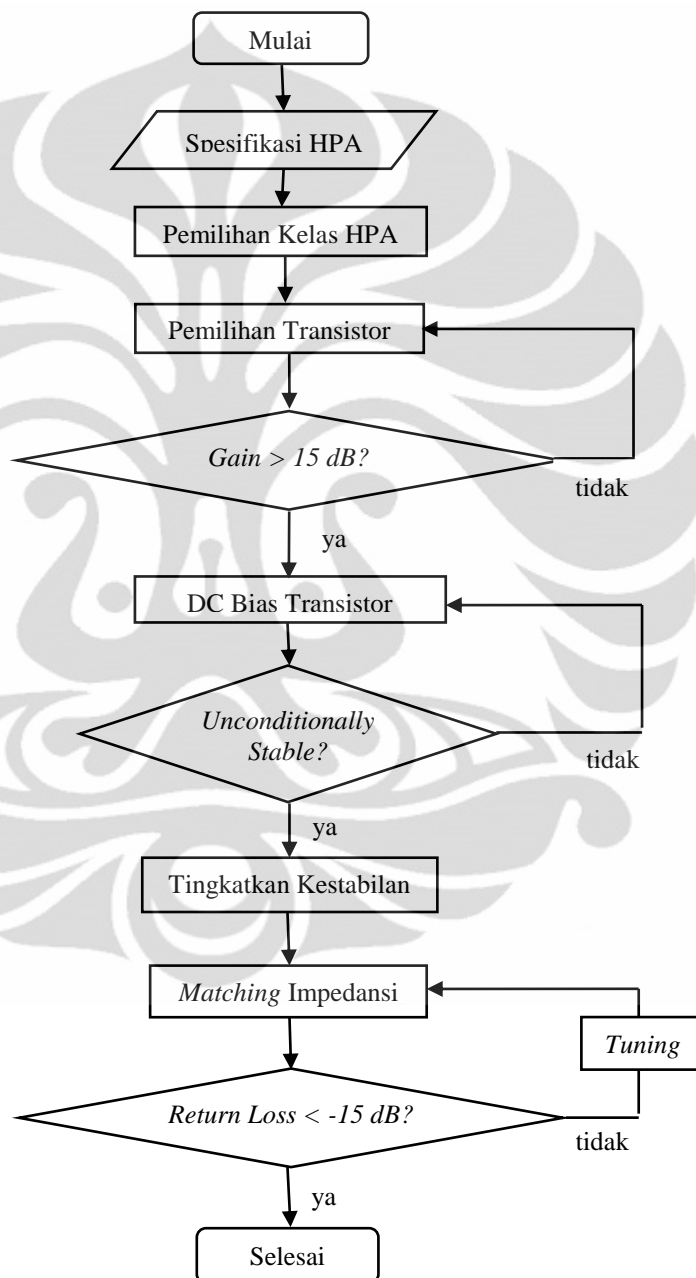 Mulai
Spesifikasi HPA
Pemilihan Kelas HPA
Pemilihan Transistor
Gain > 15 dB?
tidak
ya
DC Bias Transistor
Unconditionally
Stable?
tidak
ya
Tingkatkan Kestabilan
Matching Impedansi
Tuning
Return Loss < -15 dB?
tidak
ya
Selesai